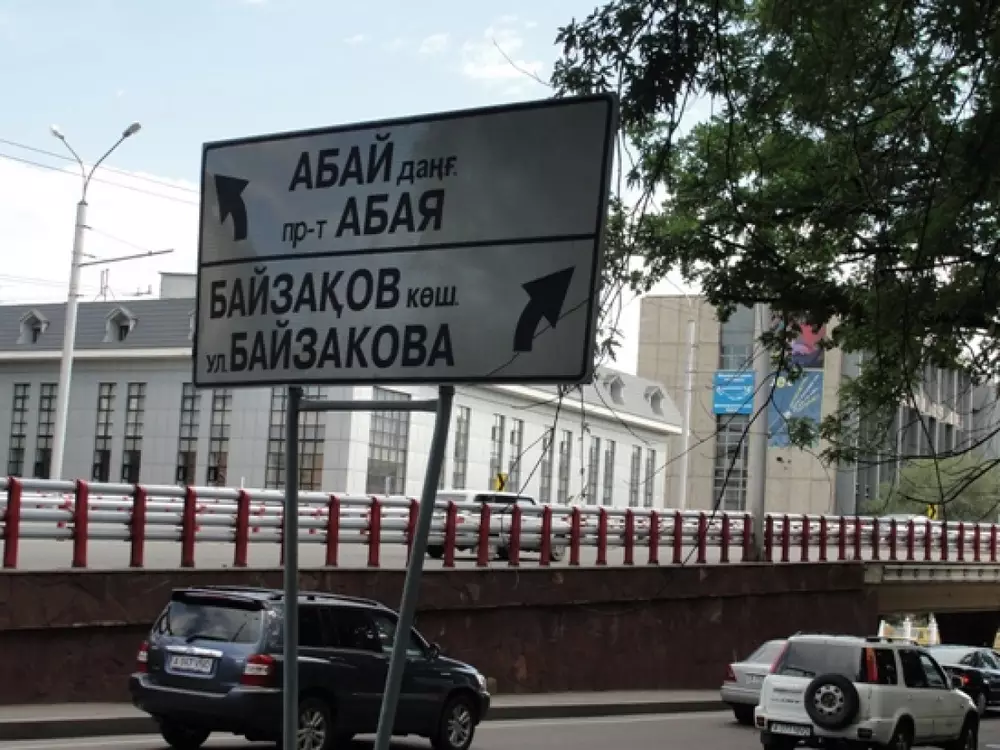 АБАЙ даңғ.
пр-т АБАЯ
БАЙЗАҚОВ көш.
ул. БАЙЗАКОВА